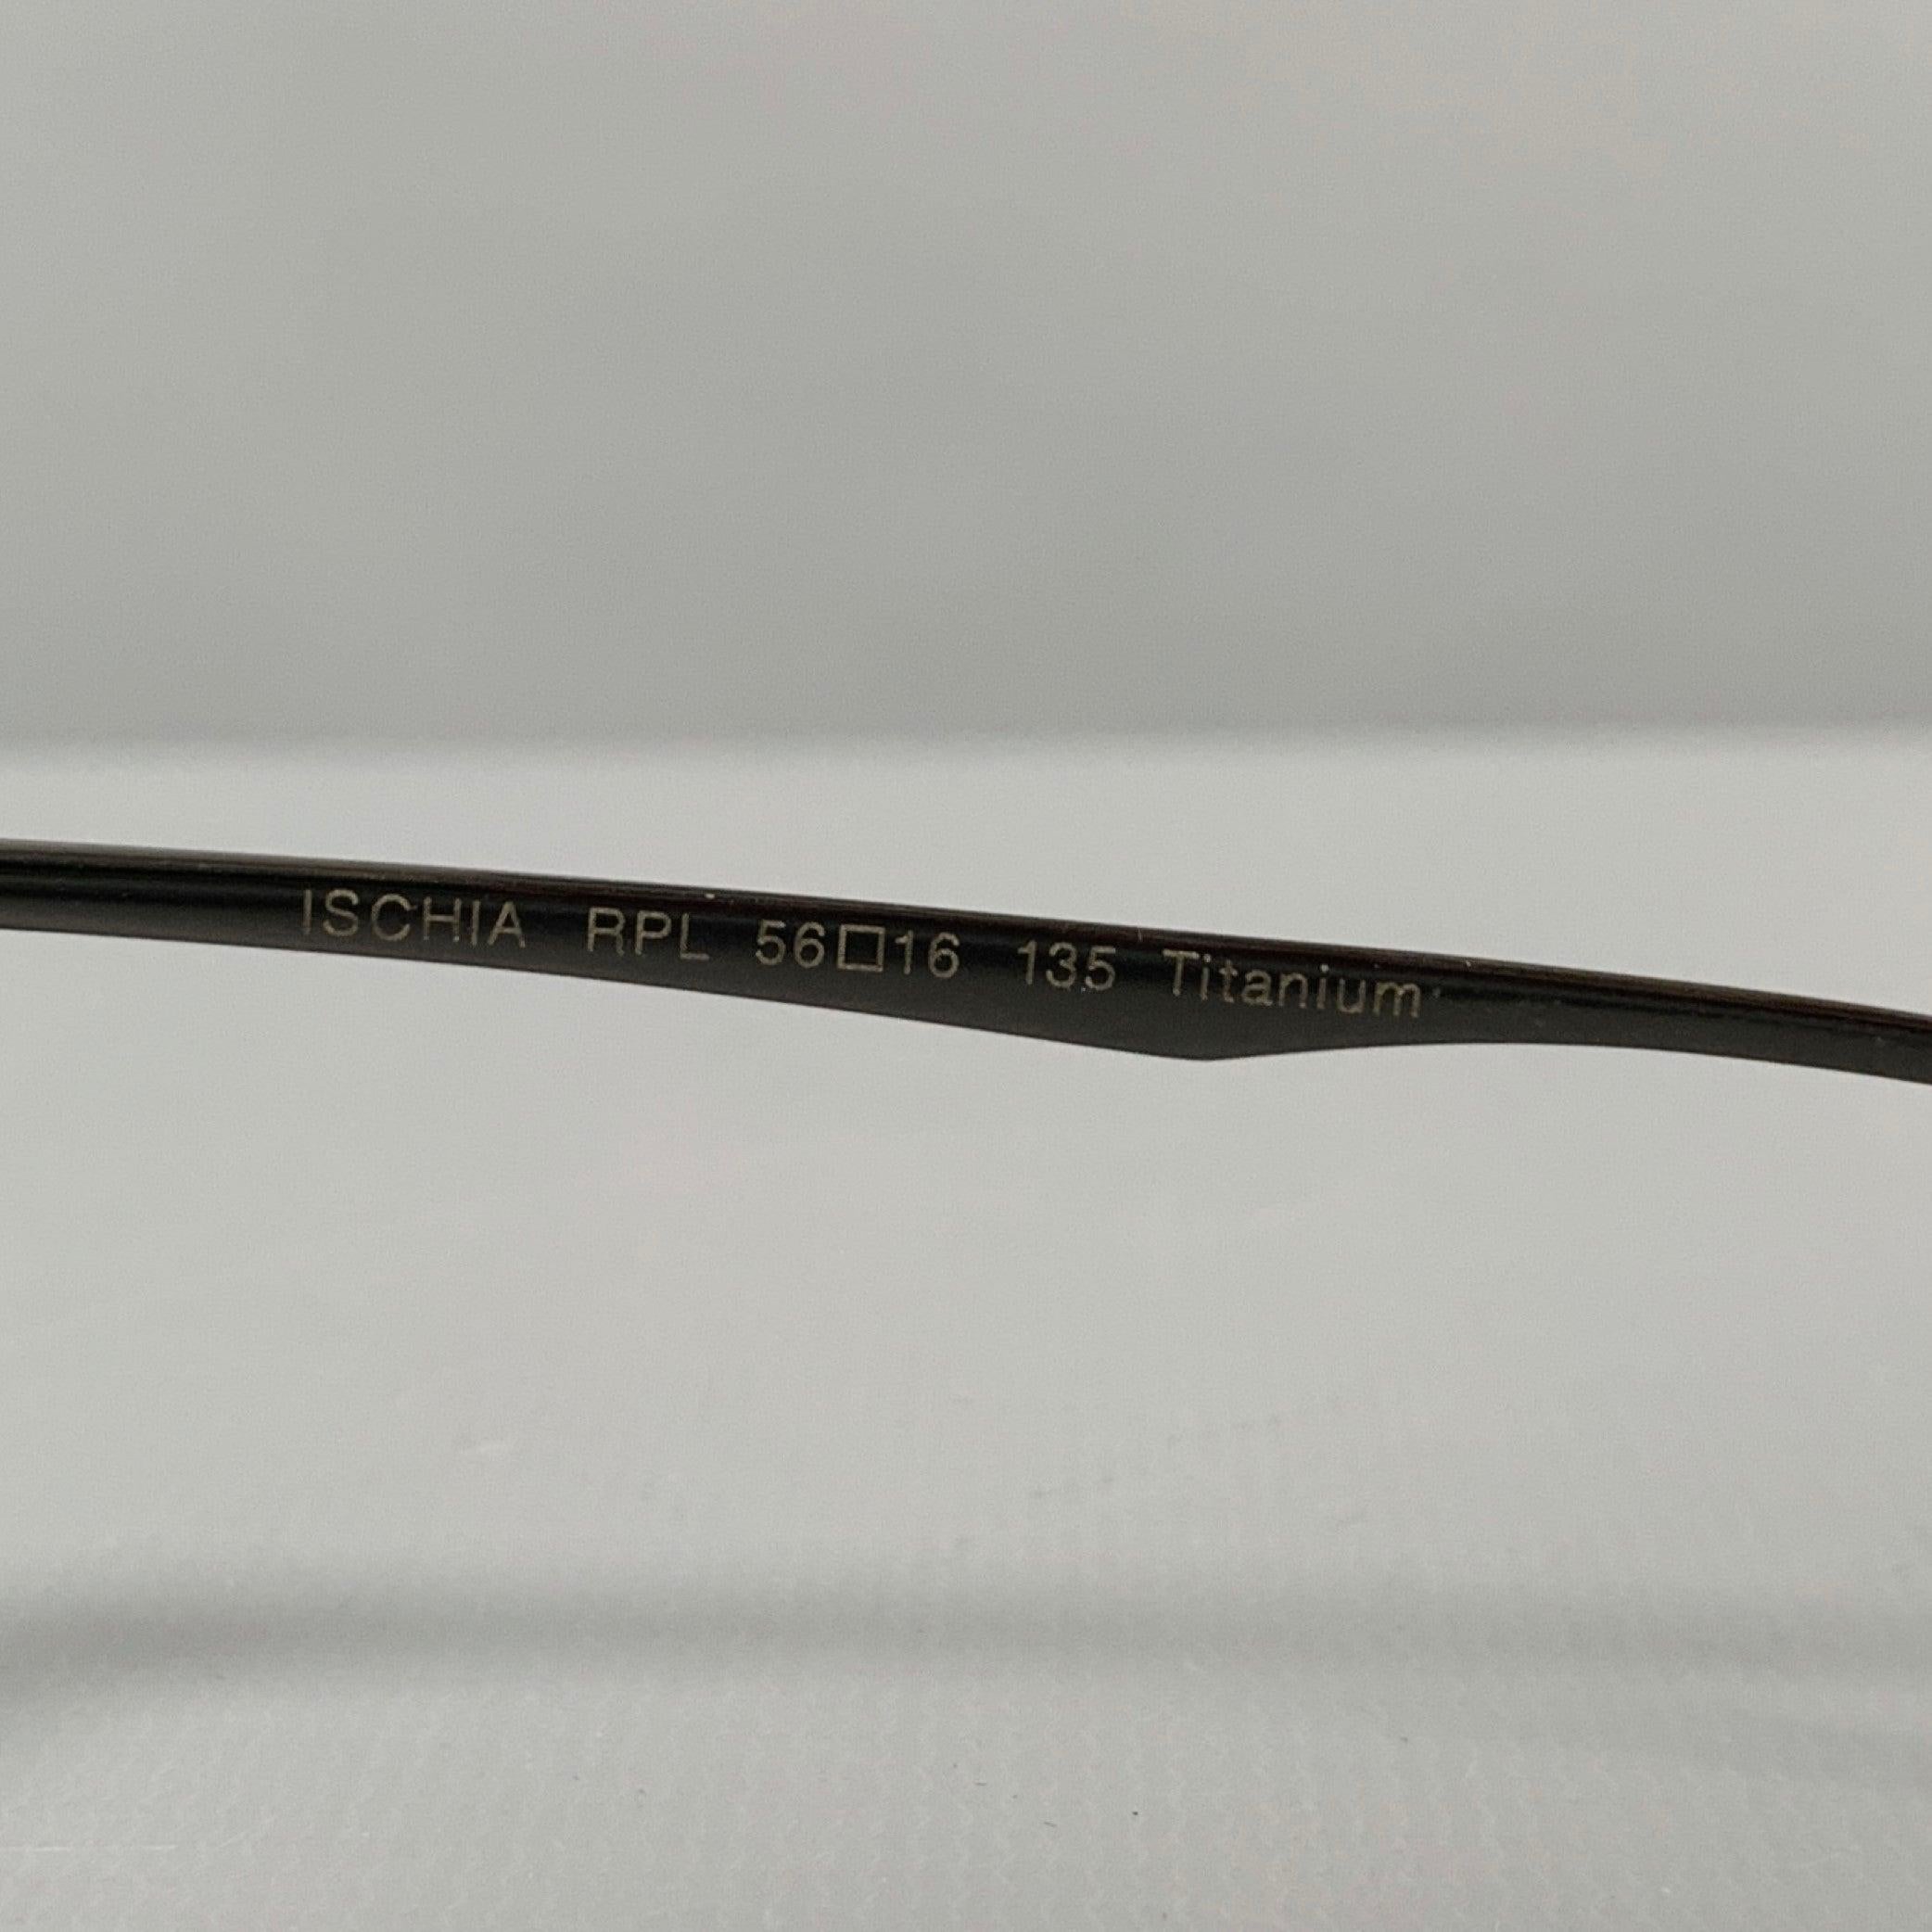 ISCHIA RPL 56□16 135 Titanium